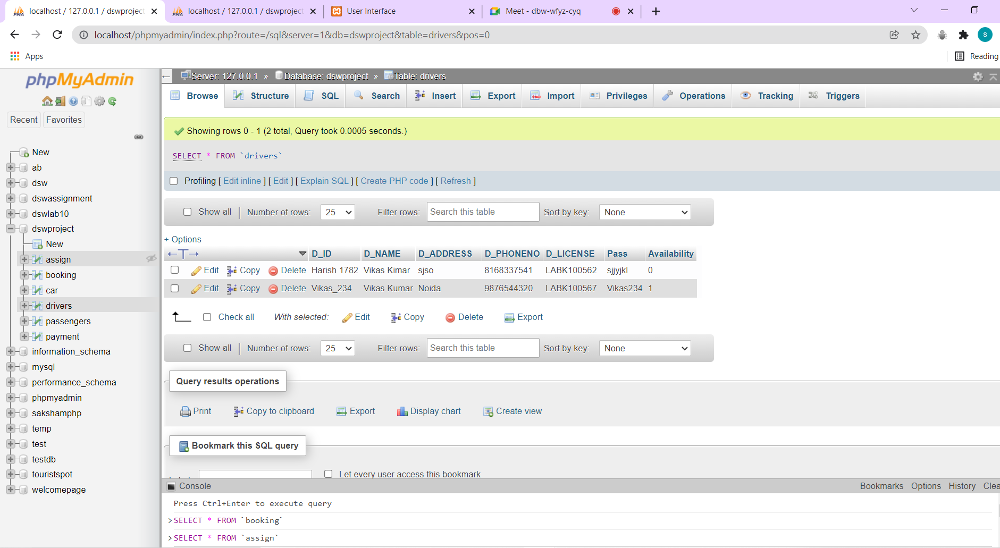 localhost / 127.0.0.1 / dswproject
localhost / 127.0.0.1 / dswproject
User Interface
Meet - dbw-wfyz-cyq
localhost/phpmyadmin/index.php?route=/sql&server=1&db=dswproject&table=drivers&pos=0
S
Apps
Reading
phpMyAdmin
Recent
Favorites
New
ab
dsw
dswassignment
dswlab10
dswproject
New
assign
booking
car
drivers
passengers
payment
information_schema
mysql
performance_schema
phpmyadmin
sakshamphp
temp
test
testdb
touristspot
welcomepage
Server: 127.0.0.1 » Database: dswproject » Table: drivers
Browse Structure SQL Search Insert Export Import Privileges Operations Tracking Triggers
Showing rows 0 - 1 (2 total, Query took 0.0005 seconds.)
SELECT * FROM `drivers`
Profiling [ Edit inline ] [ Edit ] [ Explain SQL ] [ Create PHP code ] [ Refresh ]
Show all | Number of rows: 25 Filter rows: Search this table Sort by key: None
+ Options
←T→ D_ID D_NAME D_ADDRESS D_PHONENO D_LICENSE Pass Availability
Edit Copy Delete Harish 1782 Vikas Kimar sjso 8168337541 LABK100562 sjjyjkl 0
Edit Copy Delete Vikas_234 Vikas Kumar Noida 9876544320 LABK100567 Vikas234 1
Check all With selected: Edit Copy Delete Export
Show all | Number of rows: 25 Filter rows: Search this table Sort by key: None
Query results operations
Print Copy to clipboard Export Display chart Create view
Bookmark this SQL query
Let every user access this bookmark
Console Bookmarks Options History Clea
Press Ctrl+Enter to execute query
>SELECT * FROM `booking`
>SELECT * FROM `assign`